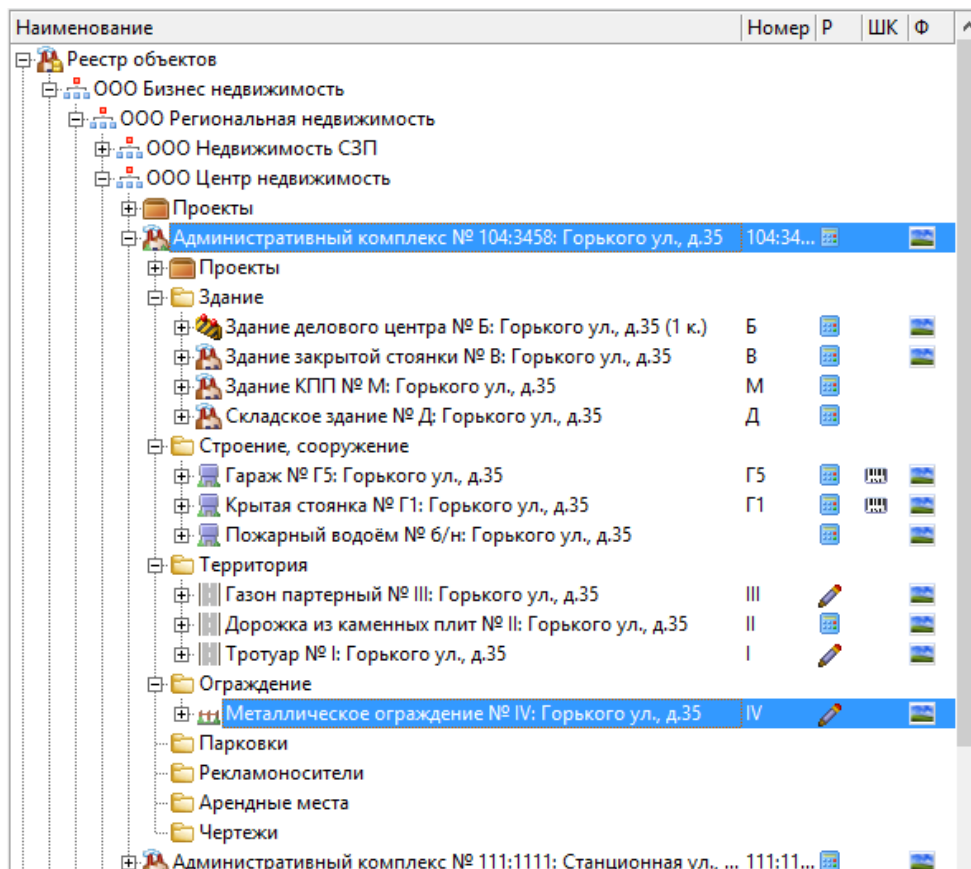 Наименование Номер Р ШК Ф
Реестр объектов
ООО Бизнес недвижимость
ООО Региональная недвижимость
ООО Недвижимость СЗП
ООО Центр недвижимость
Проекты
Административный комплекс № 104:3458: Горького ул., д.35 104:34...
Проекты
Здание
Здание делового центра № Б: Горького ул., д.35 (1 к.) Б
Здание закрытой стоянки № В: Горького ул., д.35 В
Здание КПП № М: Горького ул., д.35 М
Складское здание № Д: Горького ул., д.35 Д
Строение, сооружение
Гараж № Г5: Горького ул., д.35 Г5
Крытая стоянка № Г1: Горького ул., д.35 Г1
Пожарный водоём № б/н: Горького ул., д.35
Территория
Газон партерный № III: Горького ул., д.35 III
Дорожка из каменных плит № II: Горького ул., д.35 II
Тротуар № I: Горького ул., д.35 I
Ограждение
Металлическое ограждение № IV: Горького ул., д.35 IV
Парковки
Рекламоносители
Арендные места
Чертежи
Административный комплекс № 111:1111: Станционная ул., ... 111:11...